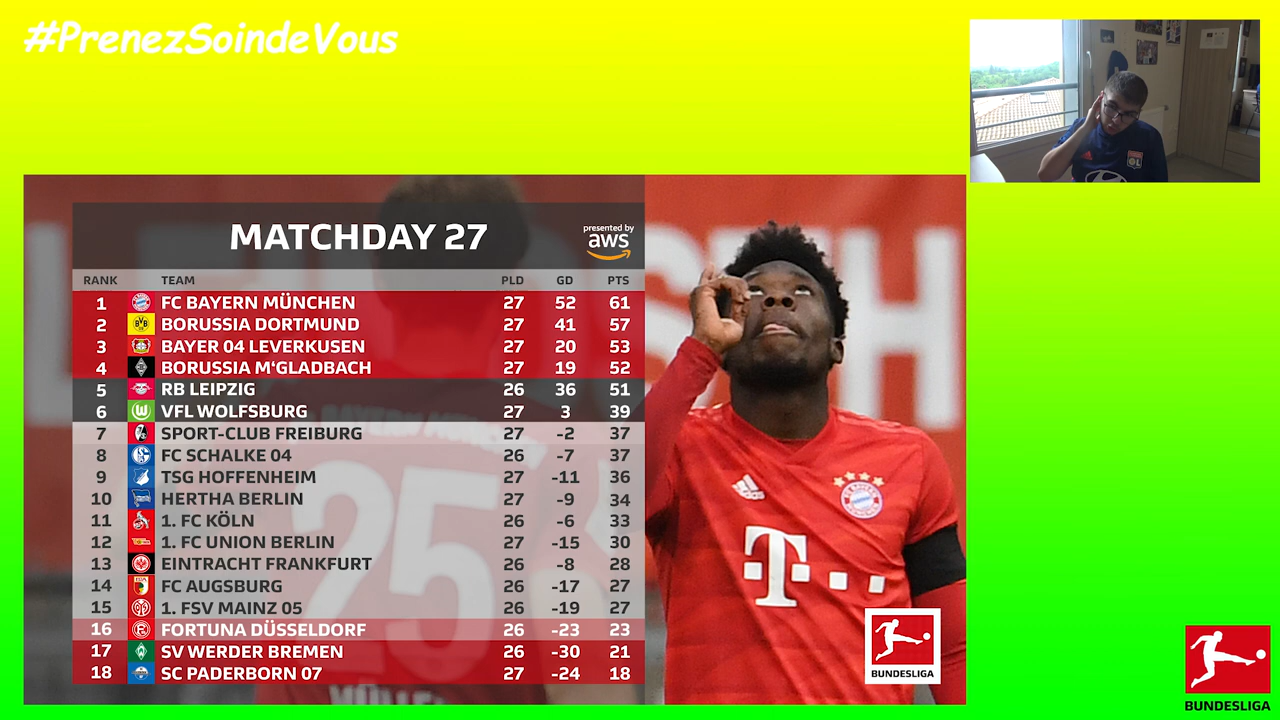 #PrenezSoindeVous
MATCHDAY 27
presented by
aws
RANK TEAM PLD GD PTS
1 FC BAYERN MÜNCHEN 27 52 61
2 BORUSSIA DORTMUND 27 41 57
3 BAYER 04 LEVERKUSEN 27 20 53
4 BORUSSIA M'GLADBACH 27 19 52
5 RB LEIPZIG 26 36 51
6 VFL WOLFSBURG 27 3 39
7 SPORT-CLUB FREIBURG 27 -2 37
8 FC SCHALKE 04 26 -7 37
9 TSG HOFFENHEIM 27 -11 36
10 HERTHA BERLIN 27 -9 34
11 1. FC KÖLN 26 -6 33
12 1. FC UNION BERLIN 27 -15 30
13 EINTRACHT FRANKFURT 26 -8 28
14 FC AUGSBURG 26 -17 27
15 1. FSV MAINZ 05 26 -19 27
16 FORTUNA DÜSSELDORF 26 -23 23
17 SV WERDER BREMEN 26 -30 21
18 SC PADERBORN 07 27 -24 18
25
T
BUNDESLIGA
BUNDESLIGA